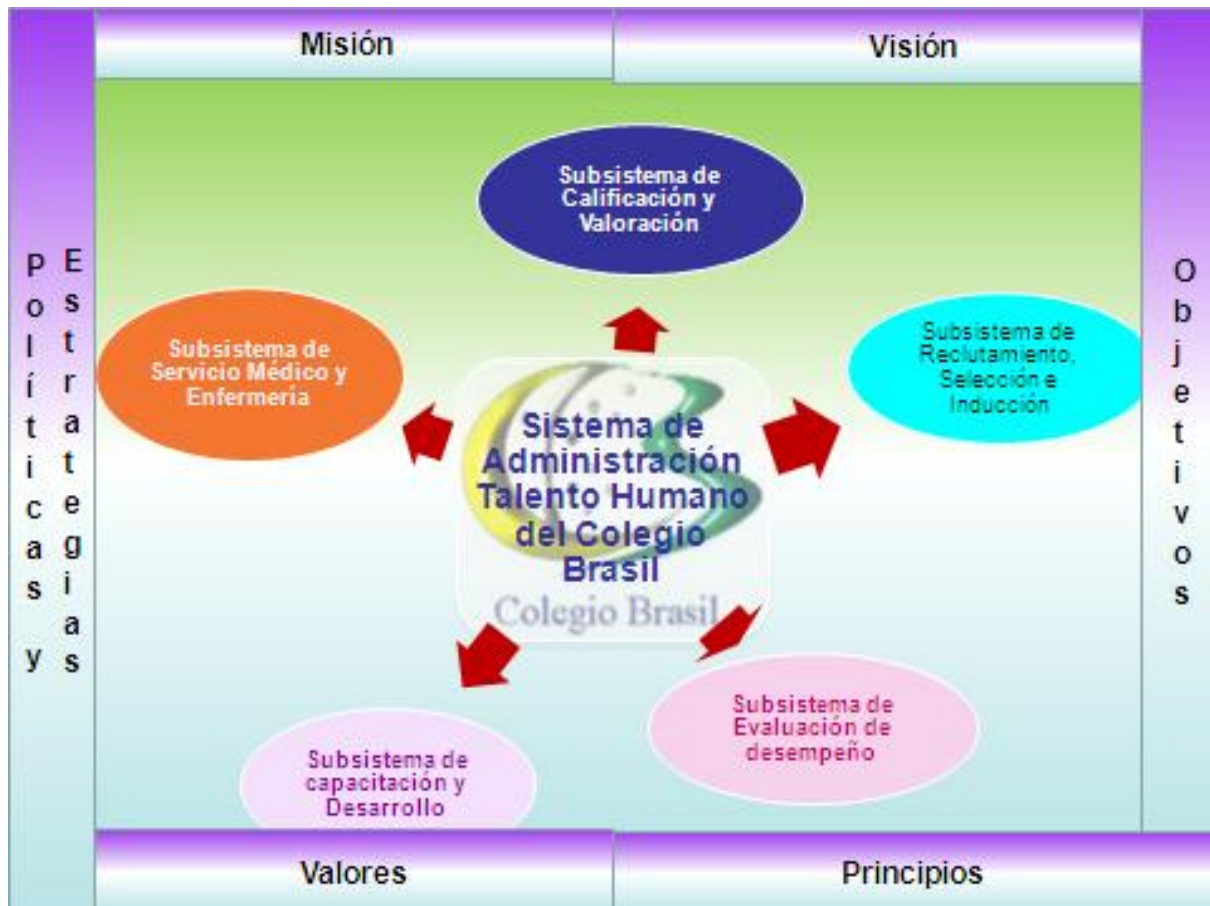 Misión
Visión
Políticas y
Estrategias
Objetivos
Subsistema de
Calificación y
Valoración
Subsistema de
Servicio Médico y
Enfermería
Subsistema de
Reclutamiento,
Selección e
Inducción
Sistema de
Administración
Talento Humano
del Colegio
Brasil
Colegio Brasil
Subsistema de
Evaluación de
desempeño
Subsistema de
capacitación y
Desarrollo
Valores
Principios